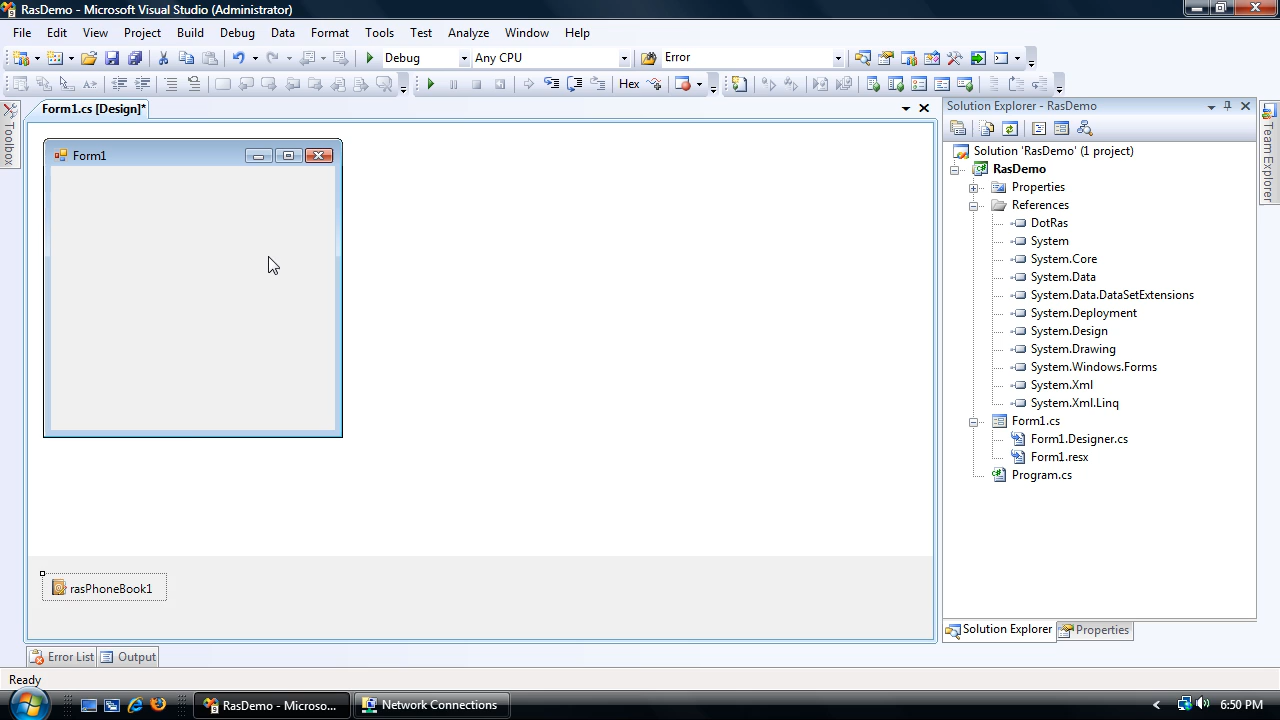 RasDemo - Microsoft Visual Studio (Administrator)
File Edit View Project Build Debug Data Format Tools Test Analyze Window Help
Debug Any CPU Error
Hex
Toolbox
Form1.cs [Design]*
Form1
rasPhoneBook1
Solution Explorer - RasDemo
Solution 'RasDemo' (1 project)
RasDemo
Properties
References
DotRas
System
System.Core
System.Data
System.Data.DataSetExtensions
System.Deployment
System.Design
System.Drawing
System.Windows.Forms
System.Xml
System.Xml.Linq
Form1.cs
Form1.Designer.cs
Form1.resx
Program.cs
Solution Explorer Properties
Team Explorer
Error List Output
Ready
RasDemo - Microso... Network Connections 6:50 PM